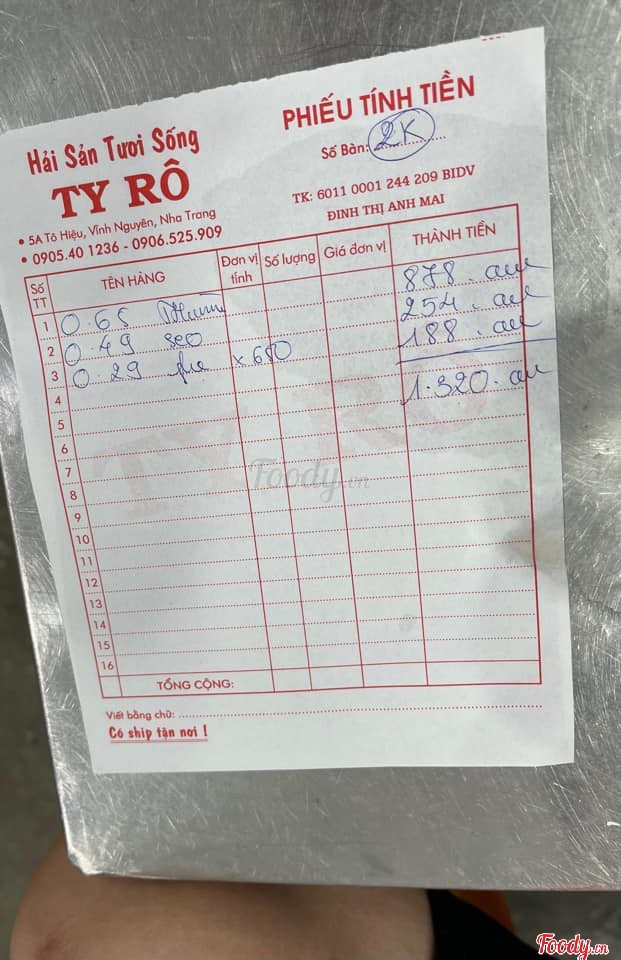 Hải Sản Tươi Sống
TY RÔ
• 5A Tô Hiệu, Vĩnh Nguyên, Nha Trang
• 0905.40 1236 - 0906.525.909
PHIẾU TÍNH TIỀN
Số Bàn: 2K
TK: 6011 0001 244 209 BIDV
ĐINH THỊ ANH MAI
Số TT TÊN HÀNG Đơn vị tính Số lượng Giá đơn vị THÀNH TIỀN
1 0.65 878.
2 0.49 254.
3 0.29 x 650 188.
4 1.320.
5
6
7
8
9
10
11
12
13
14
15
16
TỔNG CỘNG:
Viết bằng chữ:
Có ship tận nơi !
TY RÔ
Foody.vn
Foody.vn